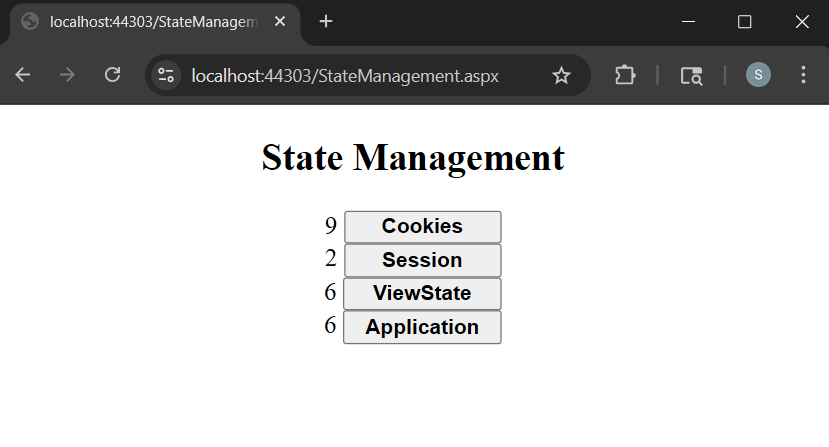 localhost:44303/StateManagem
localhost:44303/StateManagement.aspx
S
State Management
9 Cookies
2 Session
6 ViewState
6 Application